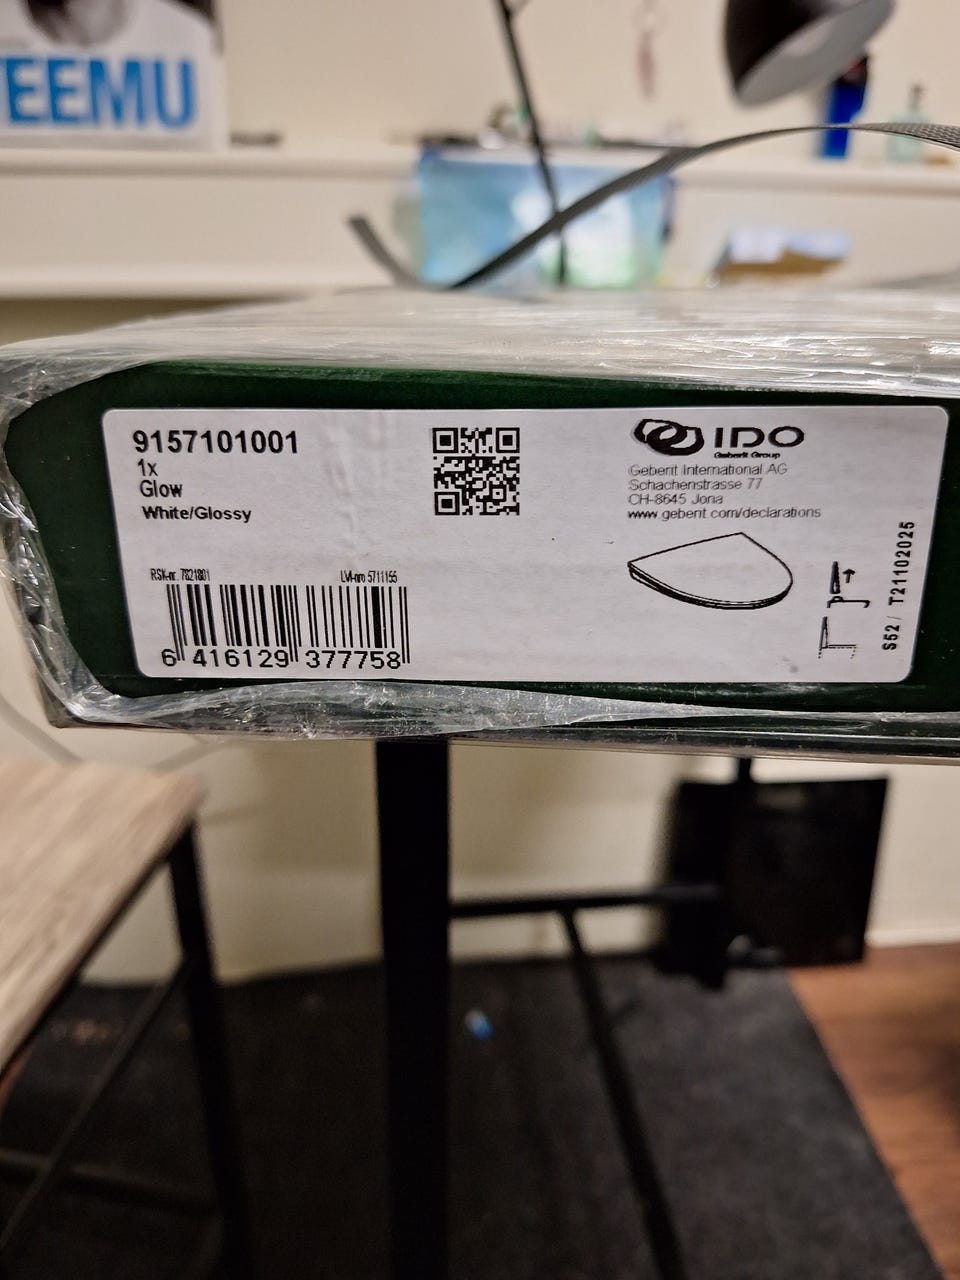 TEEMU
9157101001
1x
Glow
White/Glossy
IDO
Geberit Group
Geberit International AG
Schachenstrasse 77
CH-8645 Jona
www.geberit.com/declarations
RSK-nr. 7821801
LVI-nro 5711155
6 416129 377758
S52 / T21102025